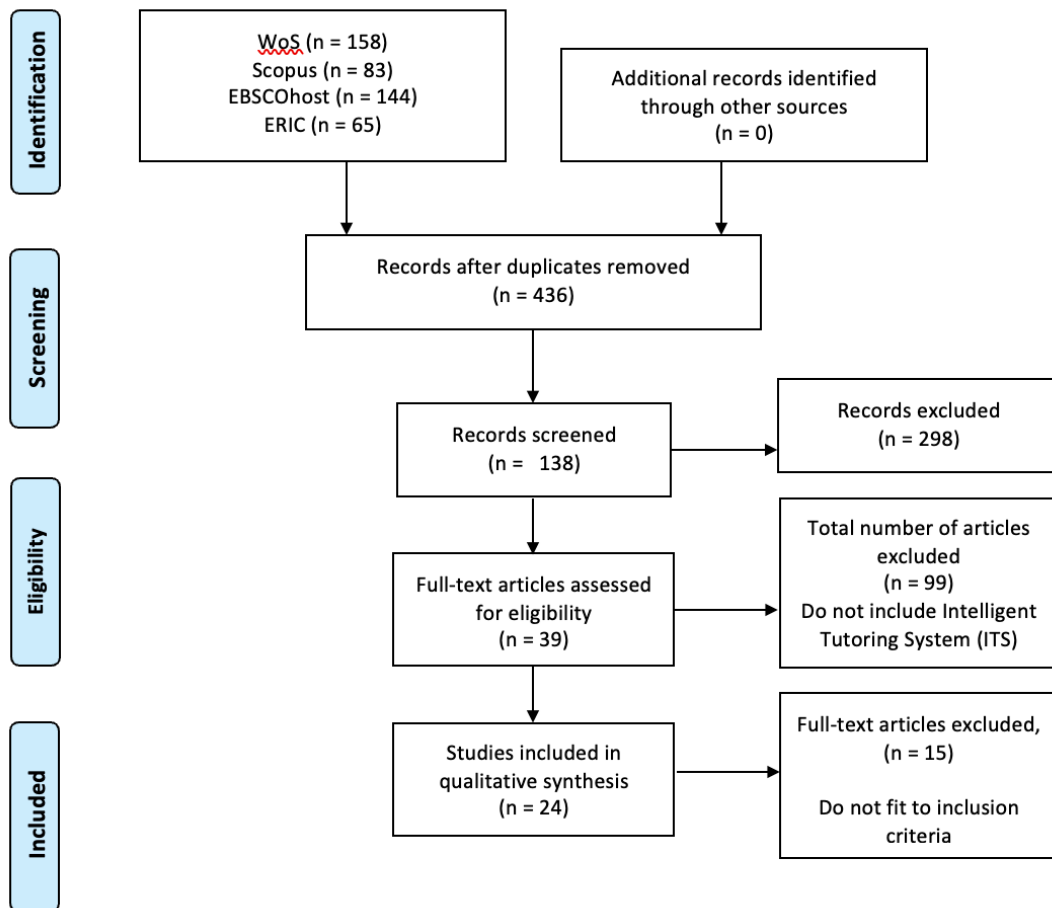 Identification
WoS (n = 158)
Scopus (n = 83)
EBSCOhost (n = 144)
ERIC (n = 65)
Additional records identified
through other sources
(n = 0)
Screening
Records after duplicates removed
(n = 436)
Records screened
(n = 138)
Records excluded
(n = 298)
Eligibility
Full-text articles assessed
for eligibility
(n = 39)
Total number of articles
excluded
(n = 99)
Do not include Intelligent
Tutoring System (ITS)
Included
Studies included in
qualitative synthesis
(n = 24)
Full-text articles excluded,
(n = 15)
Do not fit to inclusion
criteria